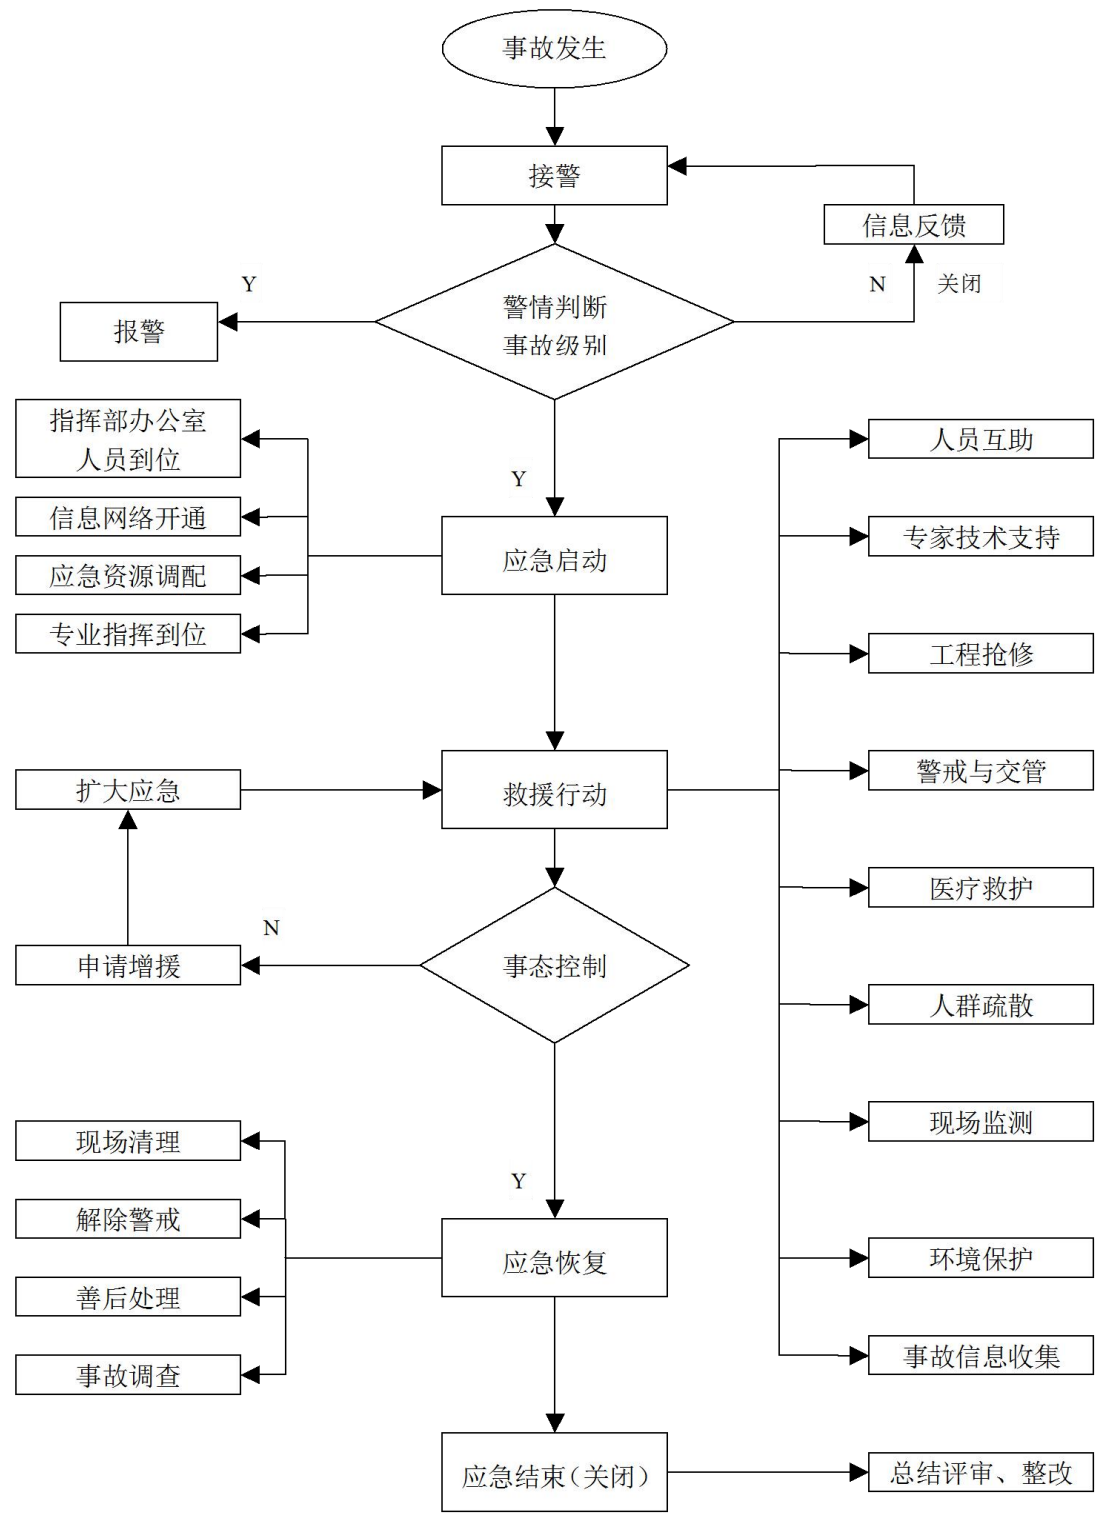 事故发生
接警
信息反馈
Y
N
关闭
警情判断
事故级别
报警
指挥部办公室
人员到位
人员互助
Y
信息网络开通
专家技术支持
应急启动
应急资源调配
专业指挥到位
工程抢修
警戒与交管
扩大应急
救援行动
医疗救护
N
申请增援
事态控制
人群疏散
现场监测
现场清理
Y
解除警戒
应急恢复
环境保护
善后处理
事故信息收集
事故调查
应急结束（关闭）
总结评审、整改